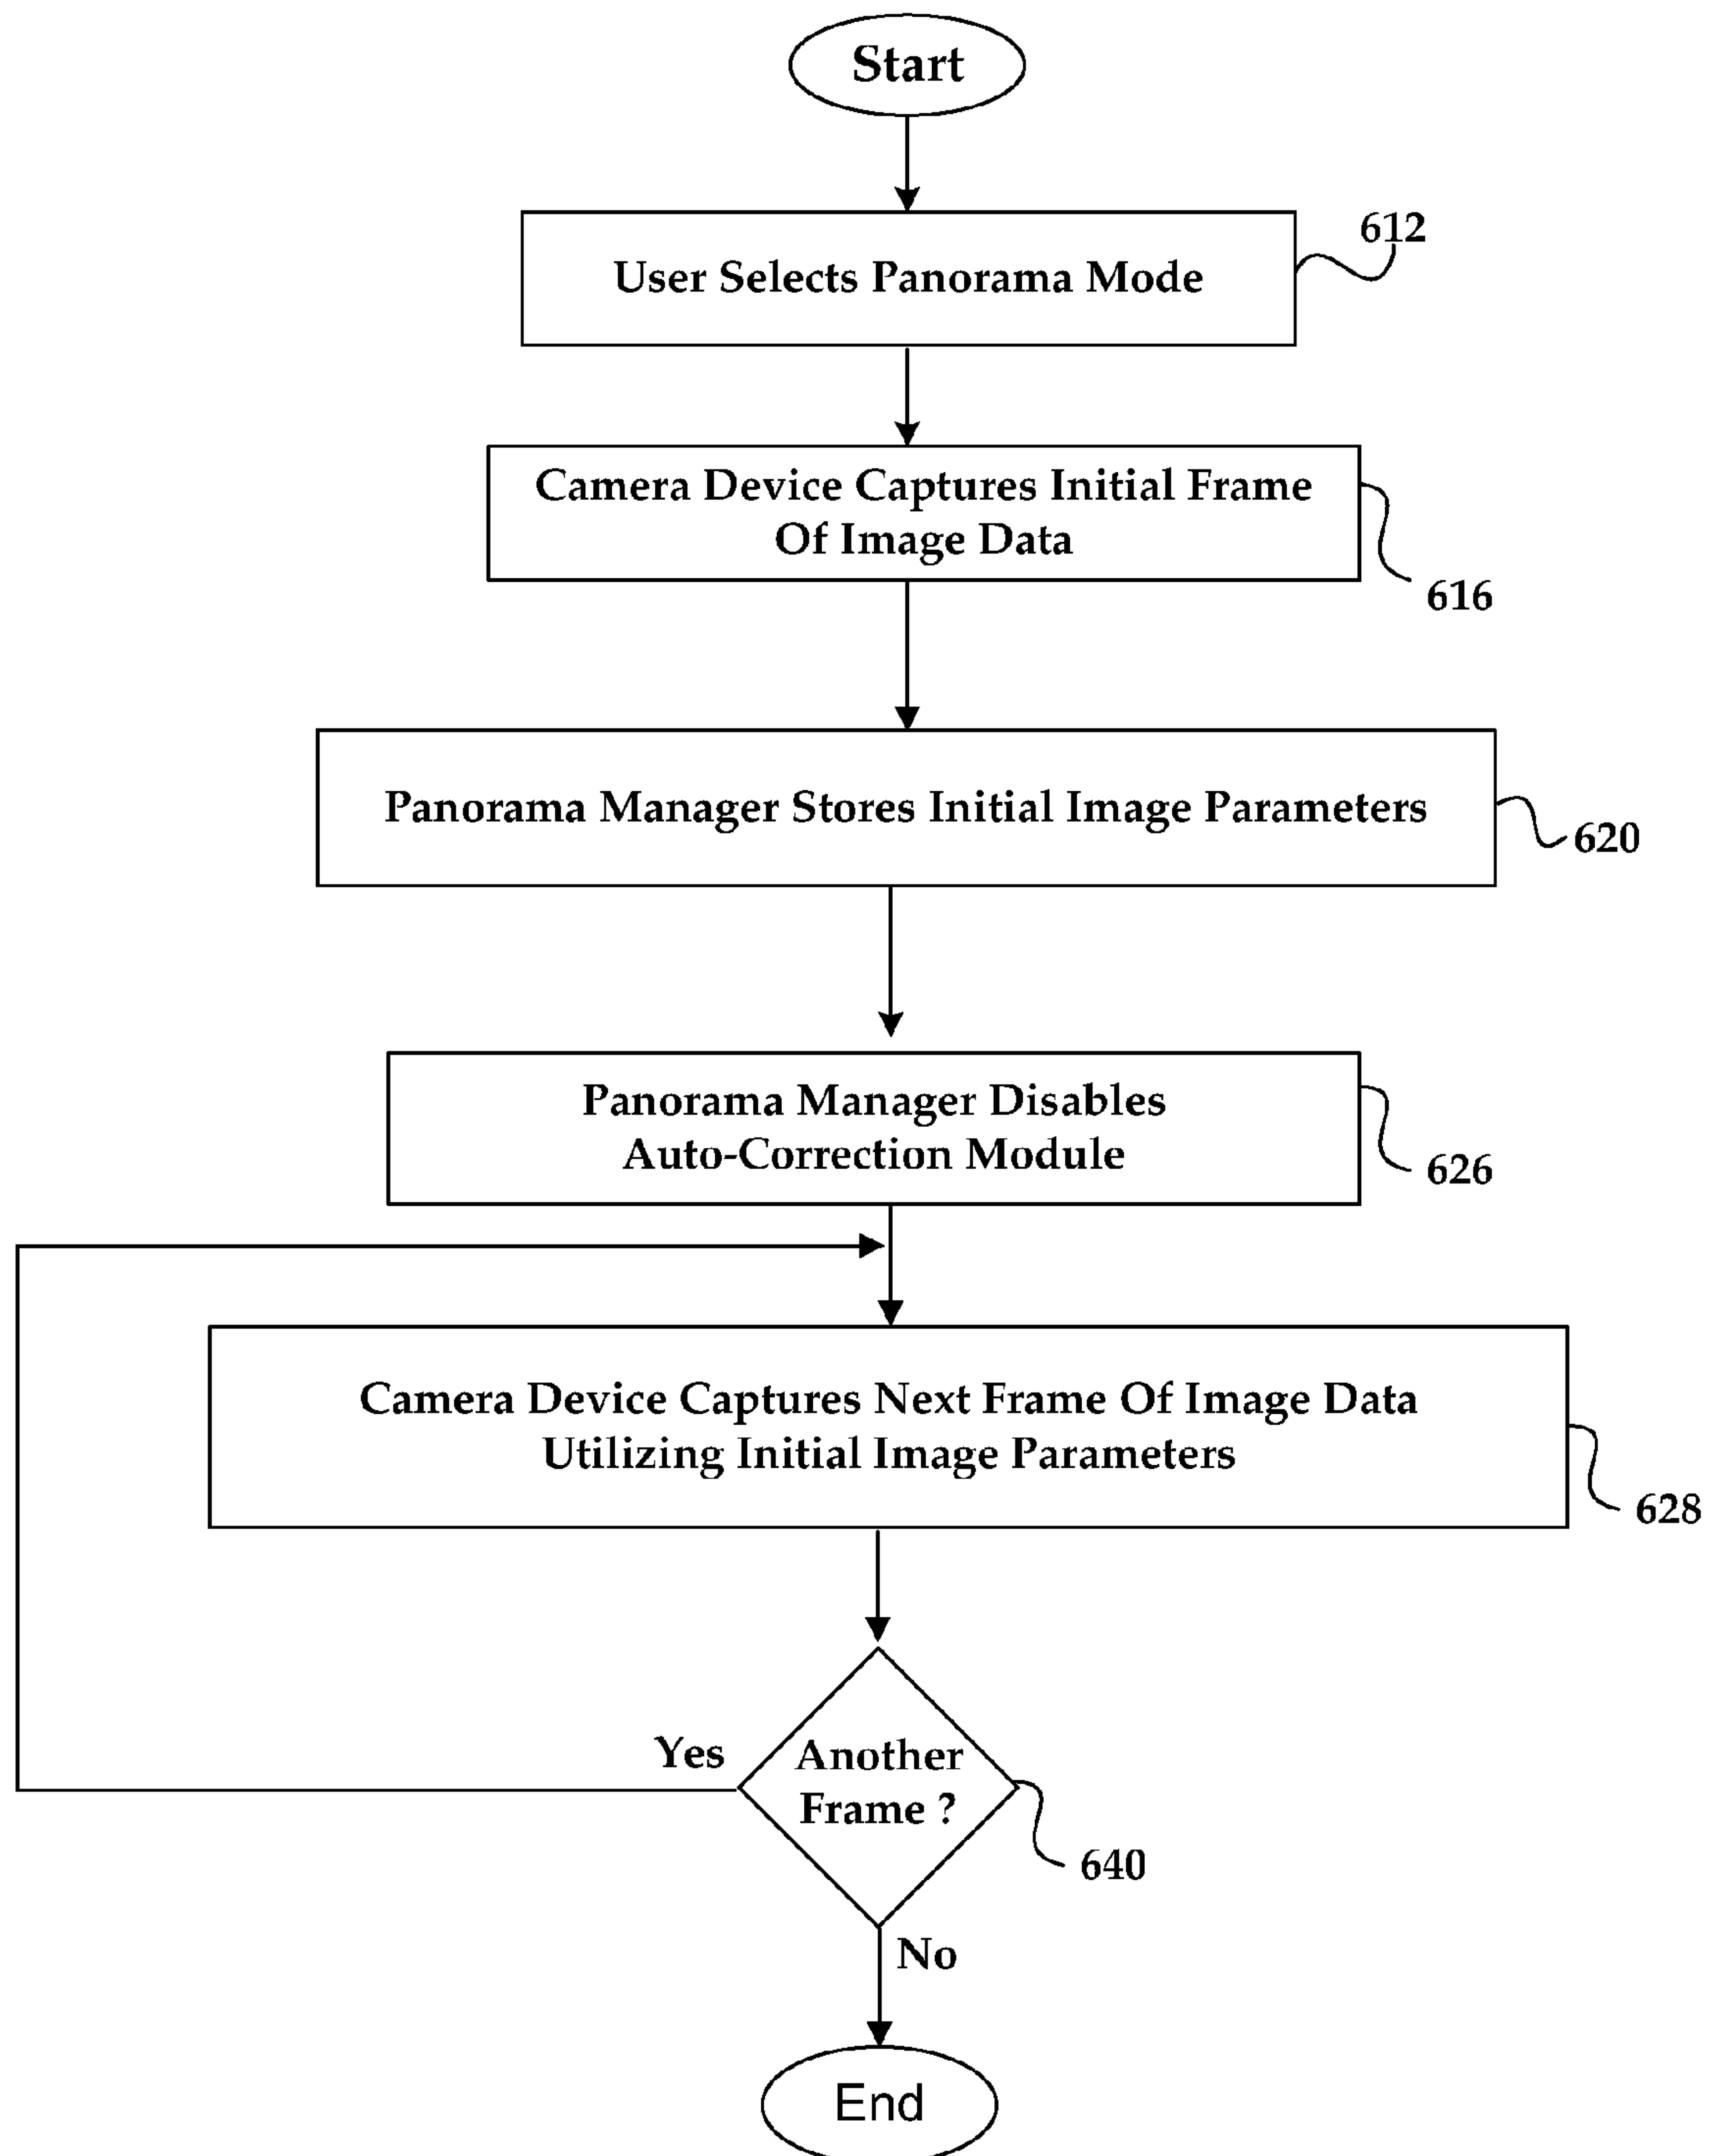 Start
User Selects Panorama Mode
612
Camera Device Captures Initial Frame
Of Image Data
616
Panorama Manager Stores Initial Image Parameters
620
Panorama Manager Disables
Auto-Correction Module
626
Camera Device Captures Next Frame Of Image Data
Utilizing Initial Image Parameters
628
Yes
Another
Frame ?
640
No
End